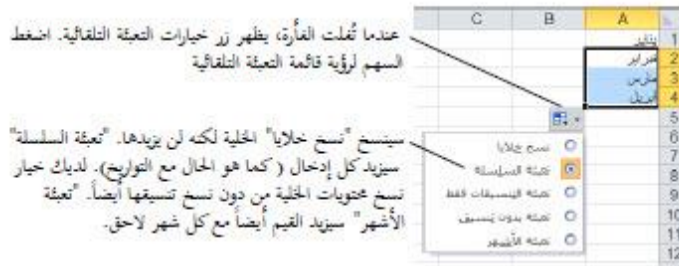 عندما تُفلت الفأرة، يظهر زر خيارات التعبئة التلقائية. اضغط
السهم لرؤية قائمة التعبئة التلقائية
سينسخ "نسخ خلايا" الخلية لكنه لن يزيدها. "تعبئة السلسلة"
سيزيد كل إدخال ( كما هو الحال مع التواريخ). لديك خيار
نسخ محتويات الخلية من دون نسخ تنسيقها أيضاً. "تعبئة
الأشهر" سيزيد القيم أيضاً مع كل شهر لاحق.
A B C
1 يناير
2 فبراير
3 مارس
4 أبريل
5
6
7
8
9
10
11
12
نسخ خلايا
تعبئة السلسلة
تعبئة التنسيقات فقط
تعبئة بدون تنسيق
تعبئة الأشهر